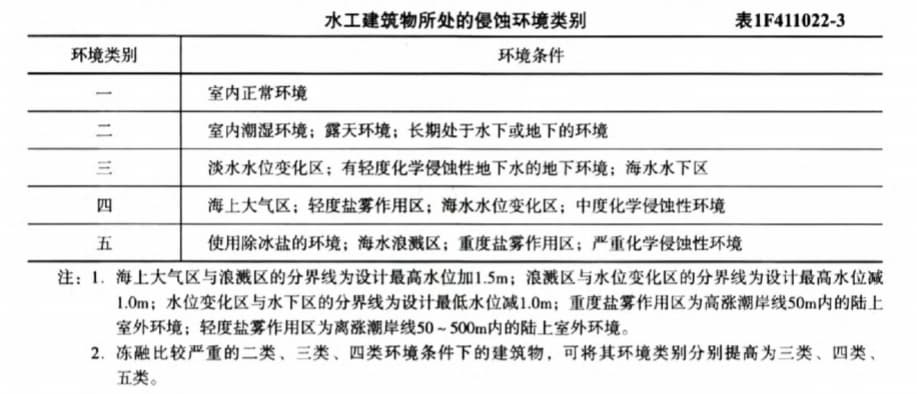 水工建筑物所处的侵蚀环境类别 表1F411022-3
环境类别 环境条件
一 室内正常环境
二 室内潮湿环境；露天环境；长期处于水下或地下的环境
三 淡水水位变化区；有轻度化学侵蚀性地下水的地下环境；海水水下区
四 海上大气区；轻度盐雾作用区；海水水位变化区；中度化学侵蚀性环境
五 使用除冰盐的环境；海水浪溅区；重度盐雾作用区；严重化学侵蚀性环境
注：1. 海上大气区与浪溅区的分界线为设计最高水位加1.5m；浪溅区与水位变化区的分界线为设计最高水位减
1.0m；水位变化区与水下区的分界线为设计最低水位减1.0m；重度盐雾作用区为高涨潮岸线50m内的陆上
室外环境；轻度盐雾作用区为离涨潮岸线50～500m内的陆上室外环境。
2. 冻融比较严重的二类、三类、四类环境条件下的建筑物，可将其环境类别分别提高为三类、四类、
五类。